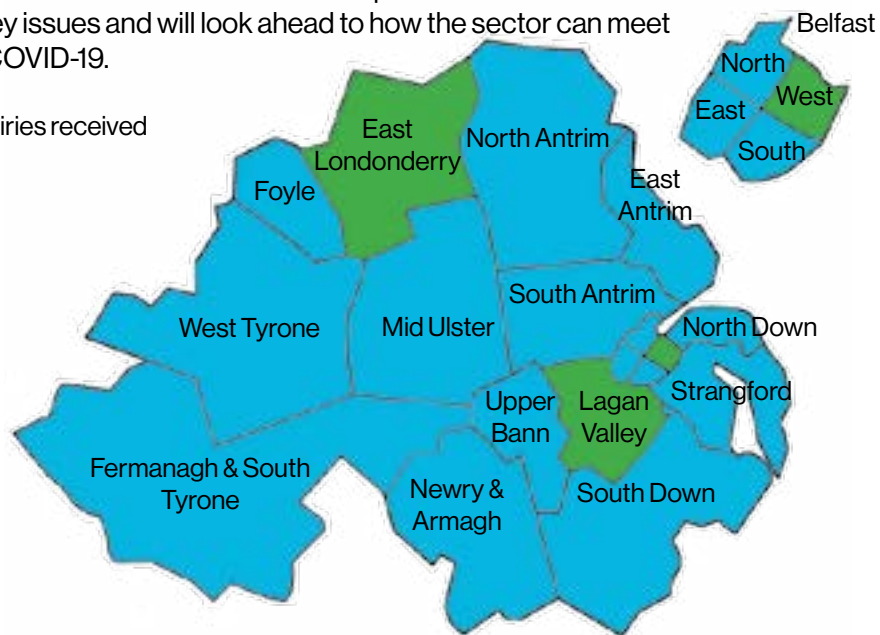 ey issues and will look ahead to how the sector can meet
COVID-19.
iries received
Belfast
North
West
East
South
East
Londonderry
North Antrim
Foyle
East
Antrim
South Antrim
West Tyrone
Mid Ulster
North Down
Strangford
Upper
Bann
Lagan
Valley
Fermanagh & South
Tyrone
Newry &
Armagh
South Down